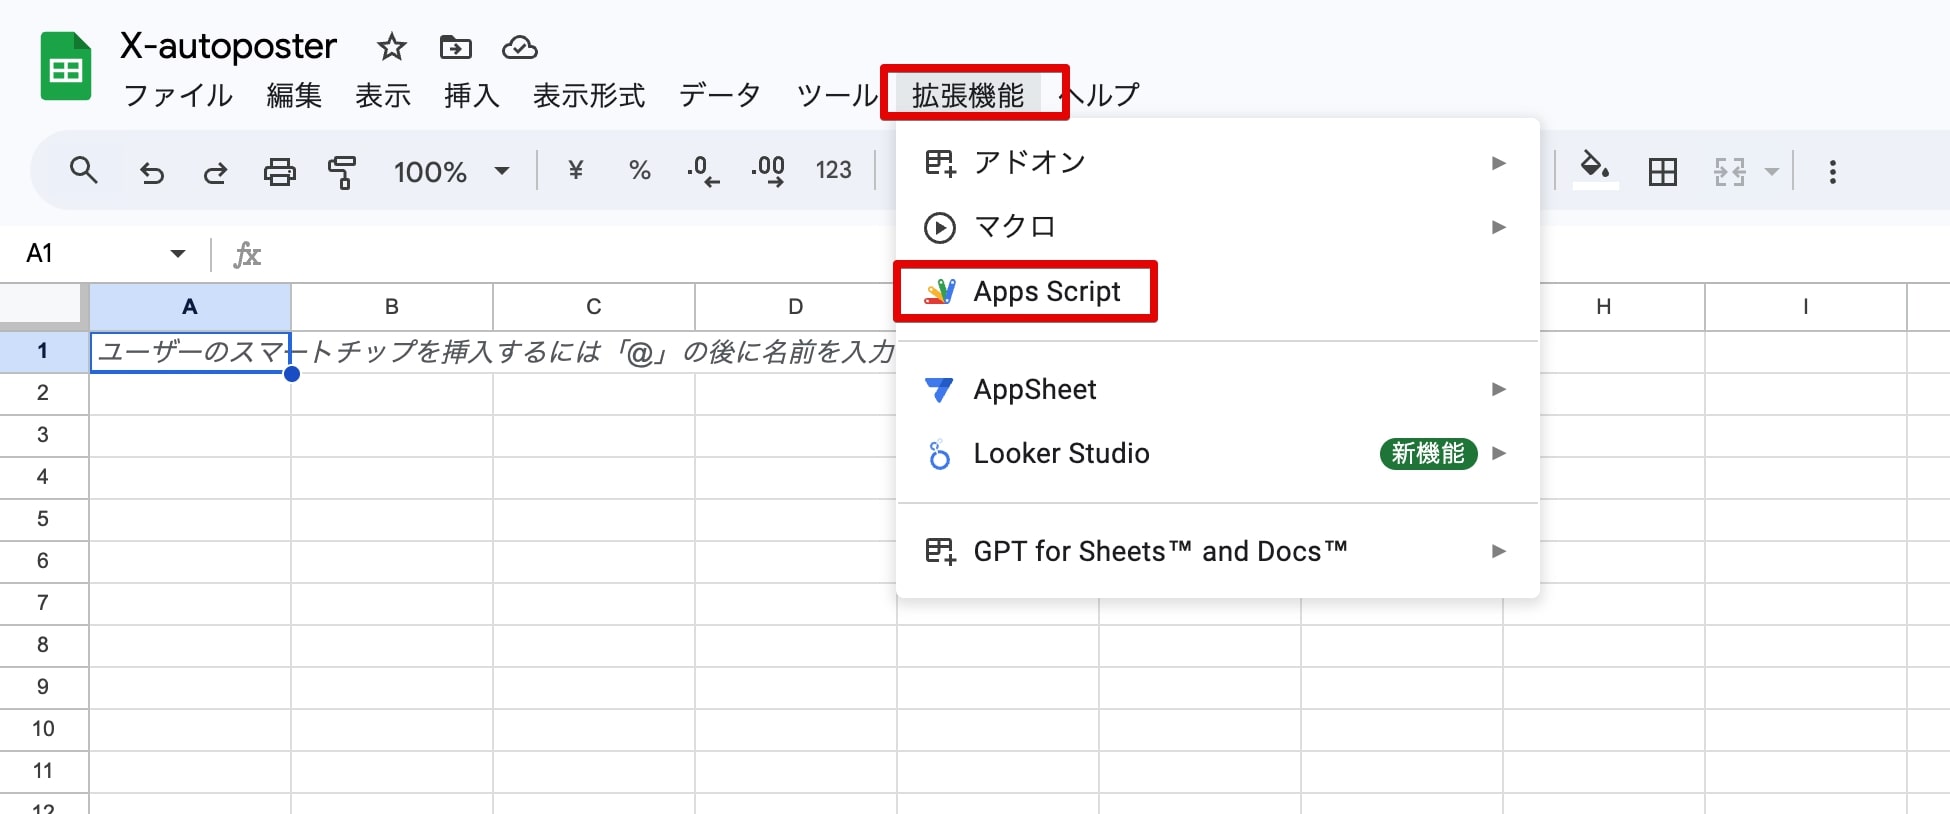 X-autoposter
ファイル 編集 表示 挿入 表示形式 データ ツール 拡張機能 ヘルプ
100% ¥ % .0 .00 123
A1 fx
アドオン
マクロ
Apps Script
AppSheet
Looker Studio 新機能
GPT for Sheets™ and Docs™
A B C D H I
1 ユーザーのスマートチップを挿入するには「@」の後に名前を入力
2
3
4
5
6
7
8
9
10
11
12